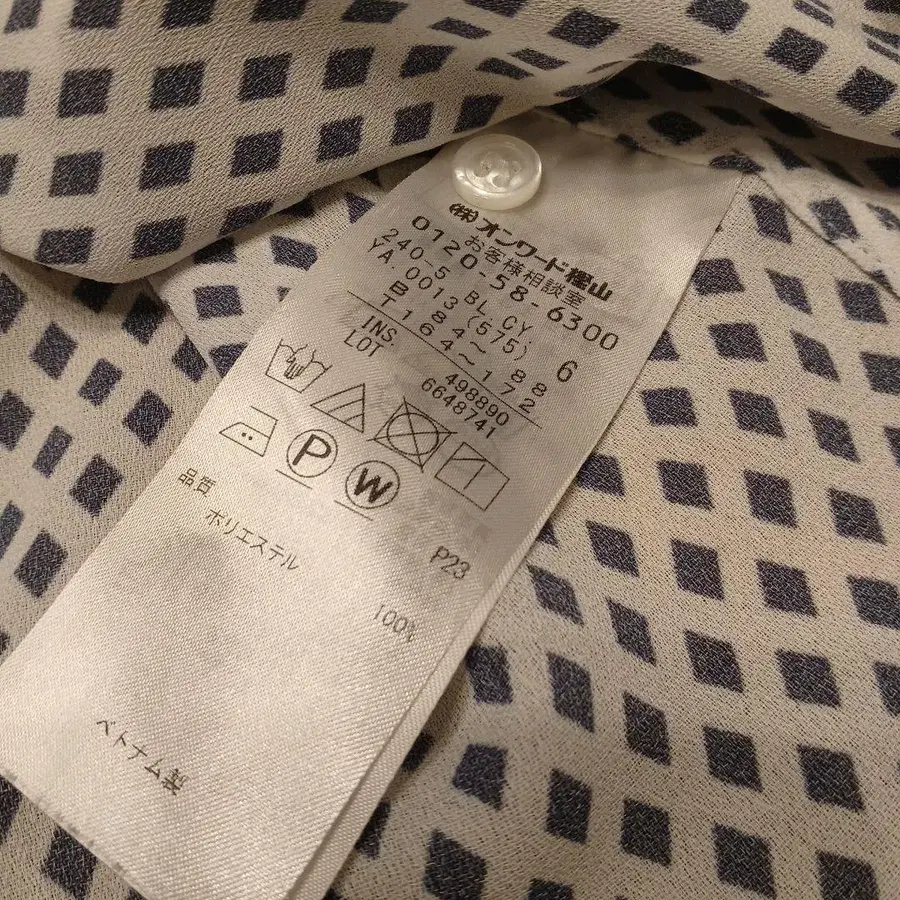 ㈱オンワード樫山
お客様相談室
0120-58-6300
240-5 BL.CY. 6
Y A.0013 (575)
B 184~188
T 164~172
INS 498890
LOT 6648741
P W
品質 P23
ポリエステル 100%
ベトナム製